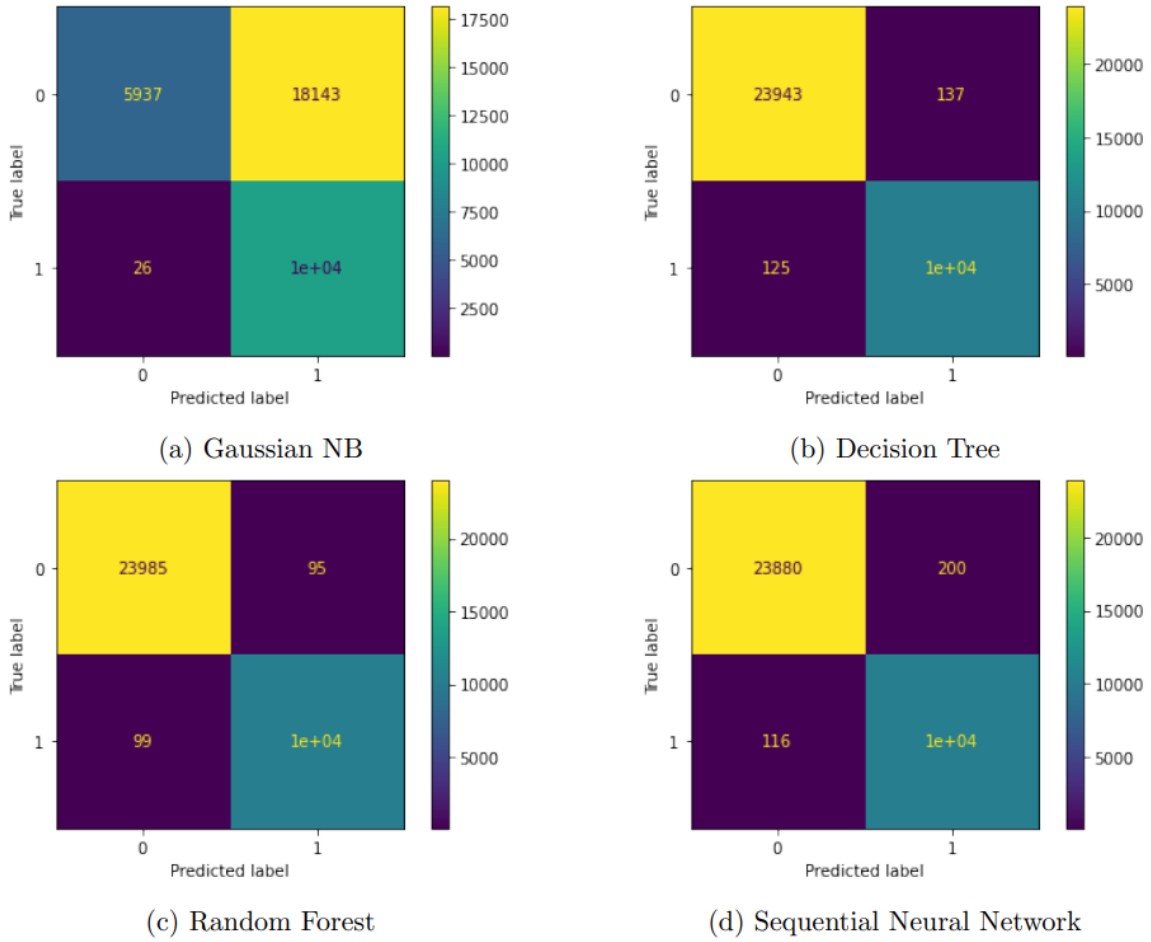 17500
15000
0 5937 18143
12500
10000
True label
7500
1 26 1e+04
5000
2500
0 1
Predicted label
(a) Gaussian NB
20000
0 23943 137
15000
True label
10000
1 125 1e+04
5000
0 1
Predicted label
(b) Decision Tree
20000
0 23985 95
15000
True label
10000
1 99 1e+04
5000
0 1
Predicted label
(c) Random Forest
20000
0 23880 200
15000
True label
10000
1 116 1e+04
5000
0 1
Predicted label
(d) Sequential Neural Network